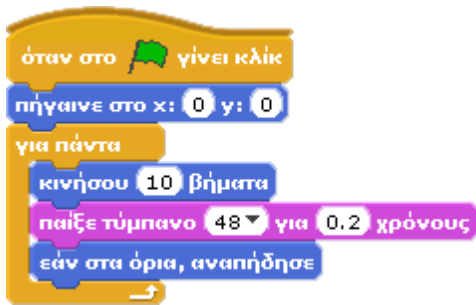 όταν στο γίνει κλίκ
πήγαινε στο x: 0 y: 0
για πάντα
κινήσου 10 βήματα
παίξε τύμπανο 48 για 0.2 χρόνους
εάν στα όρια, αναπήδησε